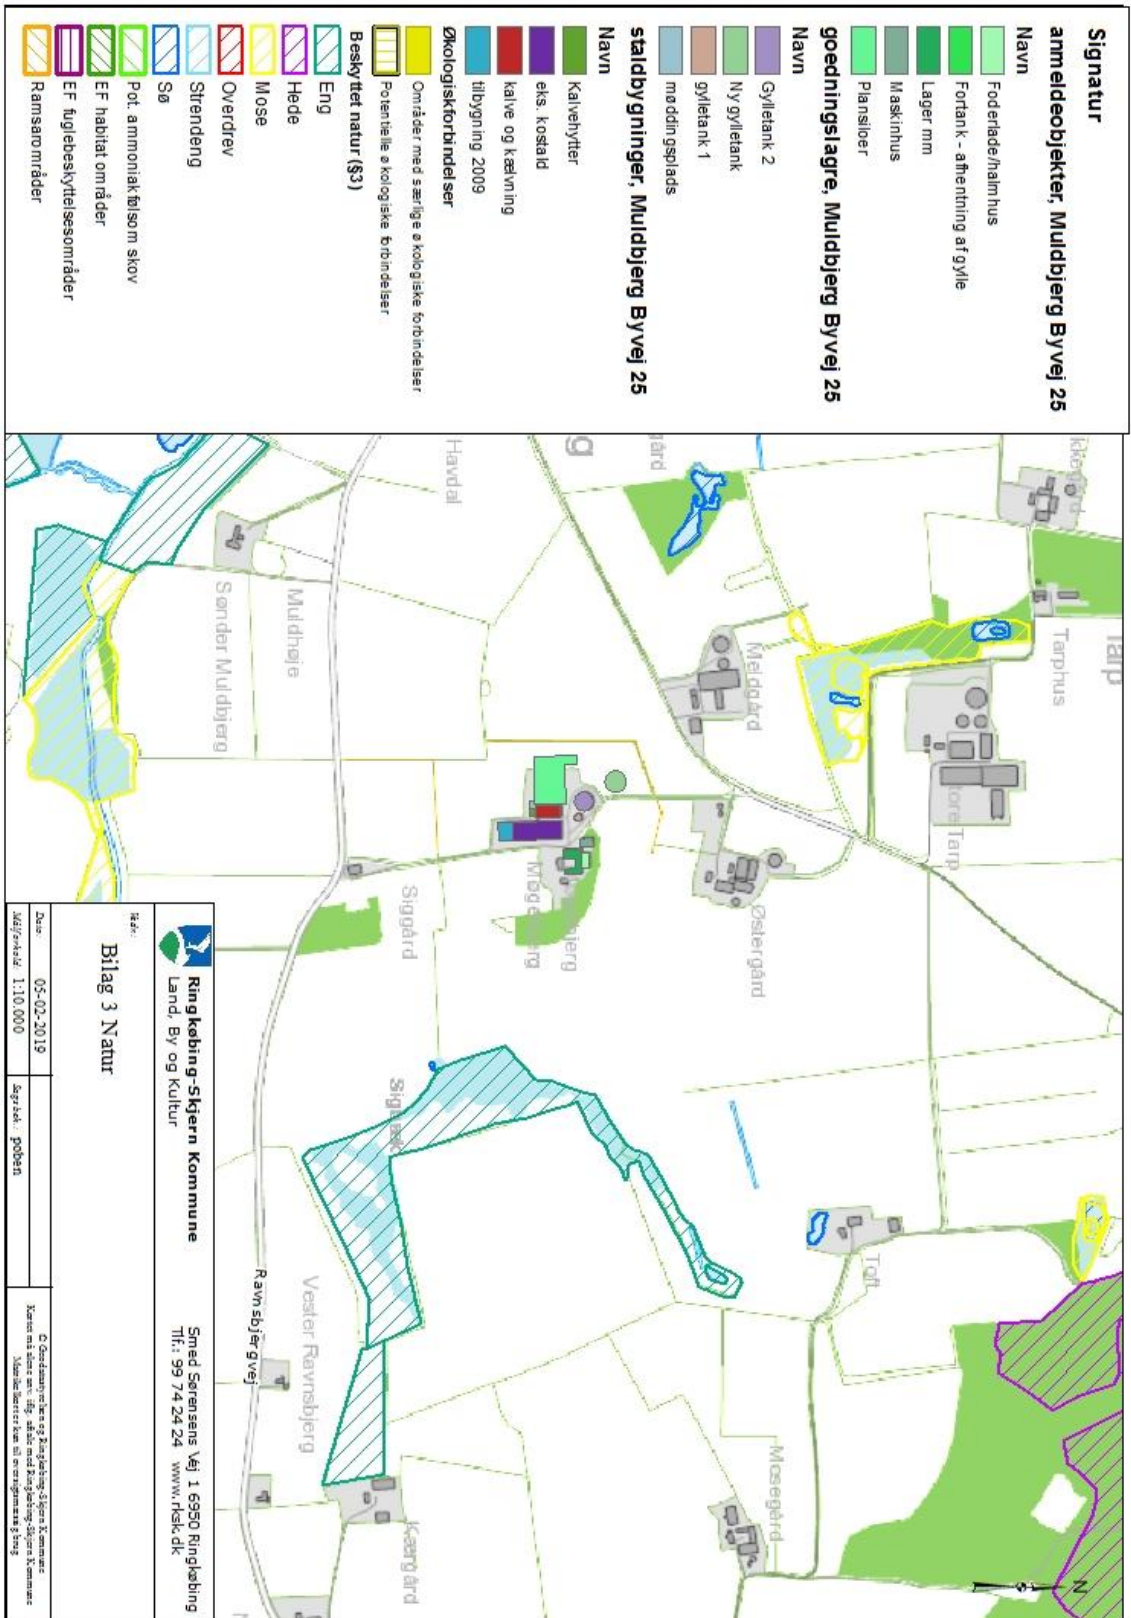 Signatur
anmeldeobjekter, Muldbjerg Byvej 25
Navn
Foderlade/halmhus
Fortank - afhentning af gylle
Lager mm
Maskinhus
Plansiloer
goedningslagre, Muldbjerg Byvej 25
Navn
Gylletank 2
Ny gylletank
gylletank 1
møddingsplads
staldbygninger, Muldbjerg Byvej 25
Navn
Kalvehytter
eks. kostald
kalve og kælvning
tilbygning 2009
Økologiskforbindelser
Områder med særlige økologiske forbindelser
Potentielle økologiske forbindelser
Beskyttet natur (§3)
Eng
Hede
Mose
Overdrev
Strandeng
Sø
Pot. ammoniakfølsom skov
EF habitat områder
EF fuglebeskyttelsesområder
Ramsarområder
Tarp
Tarphus
Store Tarp
gård
Meldgård
Østergård
Havdal
Muldhøje
Sønder Muldbjerg
Siggård
Toft
Mosegård
Vester Ravnsbjerg
Kærgård
Ravnsbjergvej
N
Ringkøbing-Skjern Kommune
Land, By og Kultur
Smed Sørensens Vej 1 6950 Ringkøbing
Tlf.: 99 74 24 24 www.rksk.dk
Bilag 3 Natur
Dato: 05-02-2019
Målforhold: 1:10.000
Sagsbeh.: poben